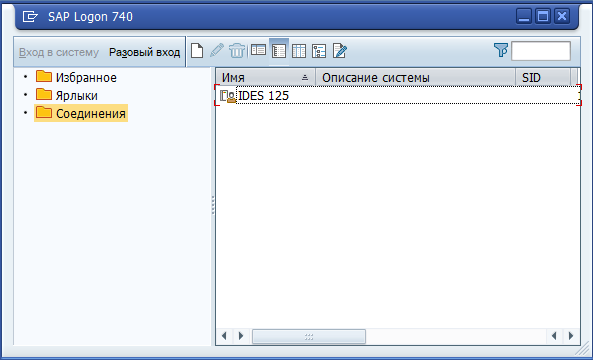 SAP Logon 740
Вход в систему Разовый вход
Избранное
Ярлыки
Соединения
Имя Описание системы SID
IDES 125